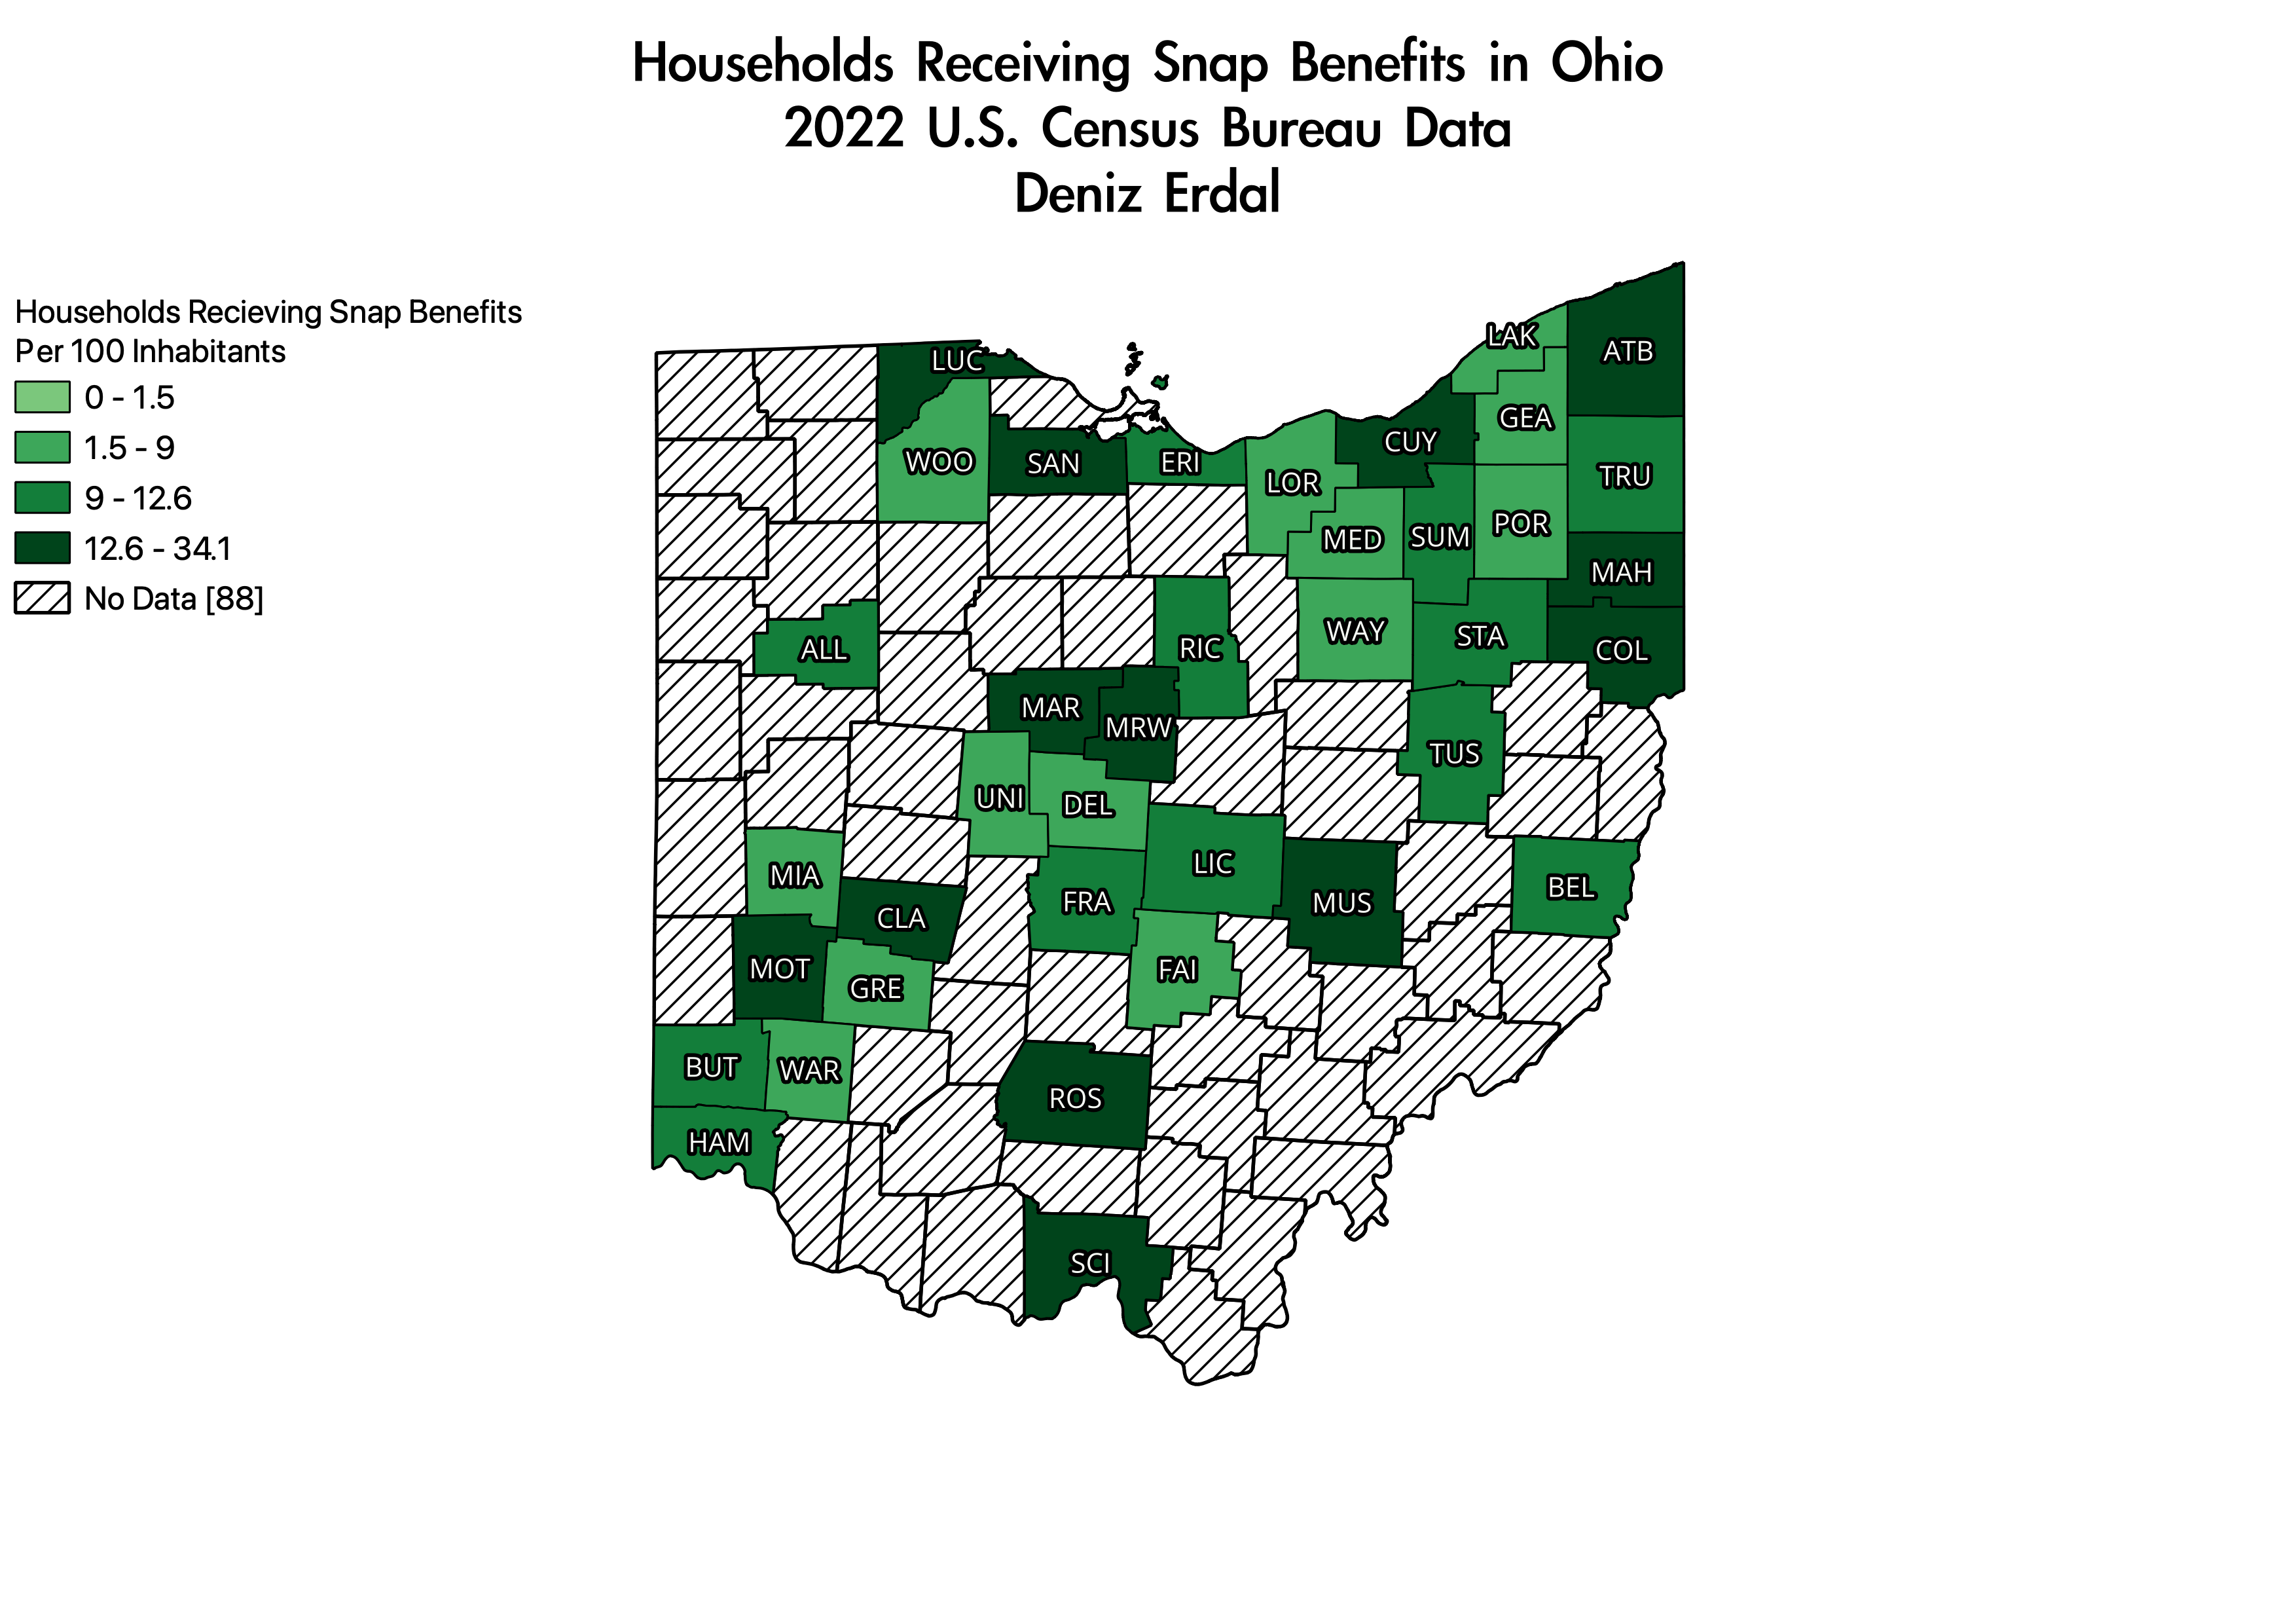 Households Receiving Snap Benefits in Ohio
2022 U.S. Census Bureau Data
Deniz Erdal
Households Recieving Snap Benefits
Per 100 Inhabitants
0 - 1.5
1.5 - 9
9 - 12.6
12.6 - 34.1
No Data [88]
LAK
ATB
LUC
GEA
CUY
WOO
SAN
ERI
TRU
LOR
POR
SUM
MED
MAH
WAY
STA
RIC
ALL
COL
MAR
MRW
TUS
UNI
DEL
LIC
MIA
BEL
FRA
MUS
CLA
MOT
FAI
GRE
BUT
WAR
ROS
HAM
SCI